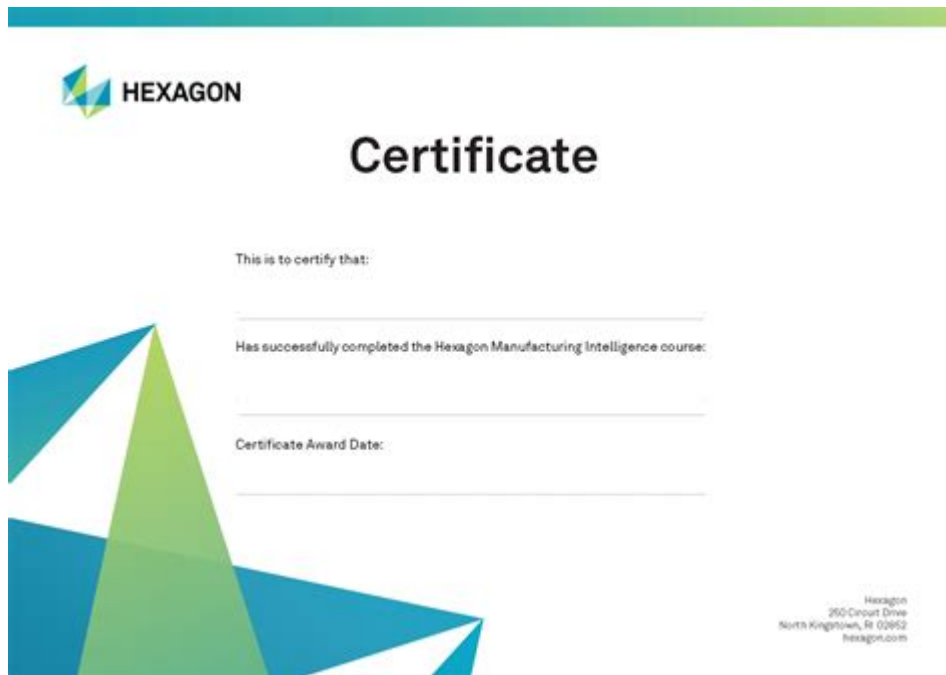 HEXAGON
Certificate
This is to certify that:
Has successfully completed the Hexagon Manufacturing Intelligence course:
Certificate Award Date:
Hexagon
250 Circuit Drive
North Kingstown, RI 02852
hexagon.com